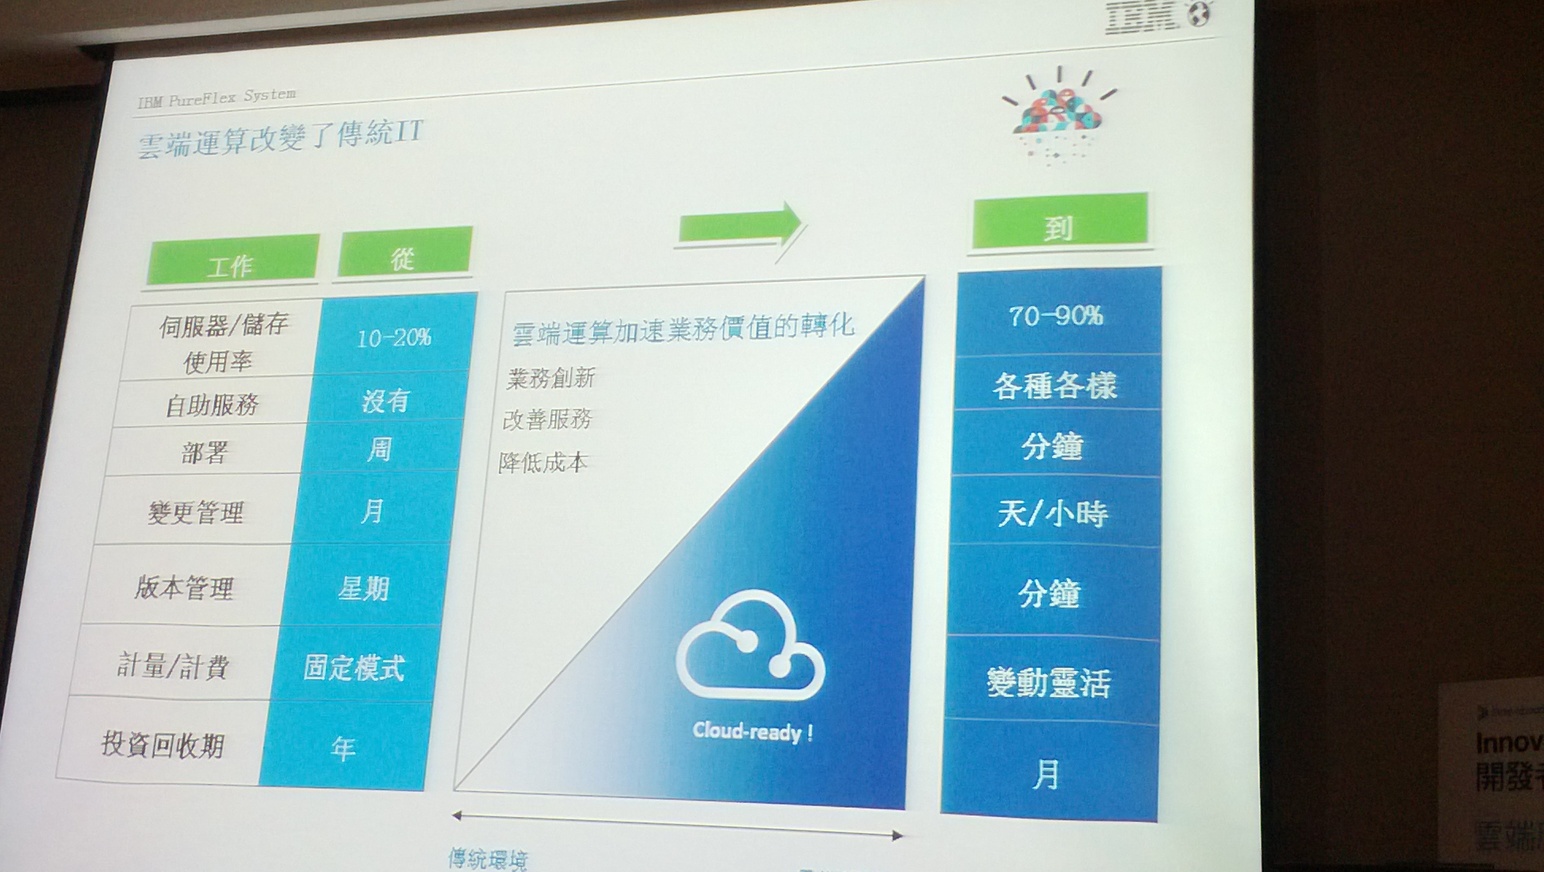 IBM
IBM PureFlex System
雲端運算改變了傳統IT
工作
從
到
伺服器/儲存
使用率
10-20%
70-90%
自助服務
沒有
各種各樣
部署
周
分鐘
變更管理
月
天/小時
版本管理
星期
分鐘
計量/計費
固定模式
變動靈活
投資回收期
年
月
雲端運算加速業務價值的轉化
業務創新
改善服務
降低成本
Cloud-ready !
傳統環境
Innov
開發者
雲端